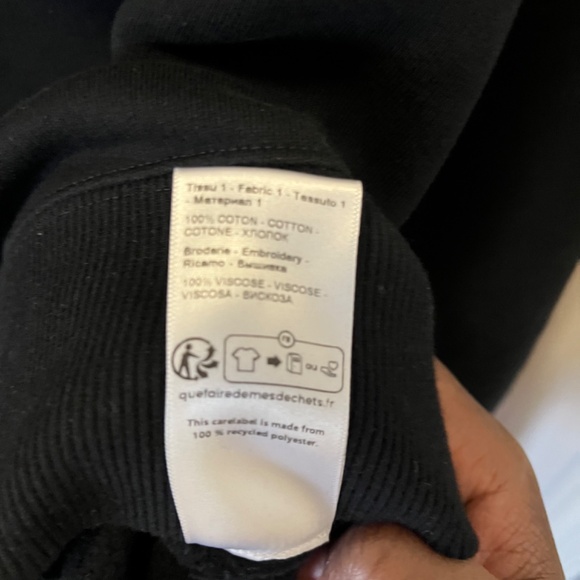 Tissu 1 - Fabric 1 - Tessuto 1
- Материал 1
100% COTON - COTTON -
COTONE - ХЛОПОК
Broderie - Embroidery -
Ricamo - Вышивка
100% VISCOSE - VISCOSE -
VISCOSA - ВИСКОЗА
FR
ou
quefairedemesdechets.fr
This carelabel is made from
100 % recycled polyester.